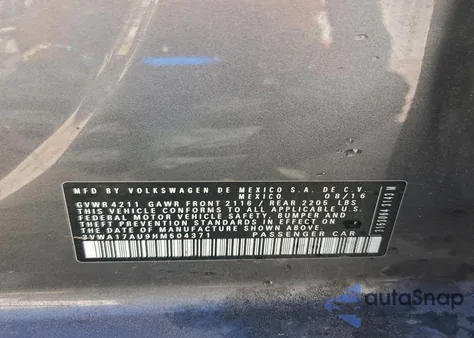 MFD BY VOLKSWAGEN DE MEXICO S.A. DE C.V.
MEXICO 08/16
GVWR 4211 GAWR FRONT 2116 / REAR 2205 LBS
THIS VEHICLE CONFORMS TO ALL APPLICABLE U.S.
FEDERAL MOTOR VEHICLE SAFETY, BUMPER AND
THEFT PREVENTION STANDARDS IN EFFECT ON
THE DATE OF MANUFACTURE SHOWN ABOVE.
3VWA17AU9HM504371 PASSENGER CAR
autaSnap